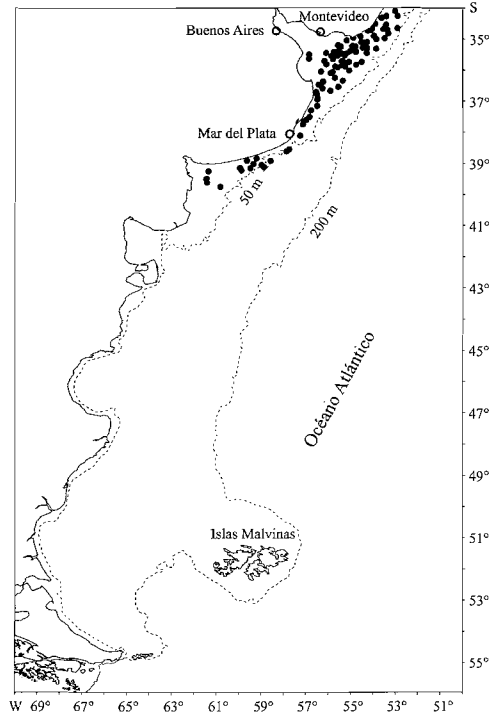 S
Montevideo
Buenos Aires
35°
37°
Mar del Plata
39°
50 m
200 m
41°
43°
45°
Océano Atlántico
47°
49°
Islas Malvinas
51°
53°
55°
W 69° 67° 65° 63° 61° 59° 57° 55° 53° 51°